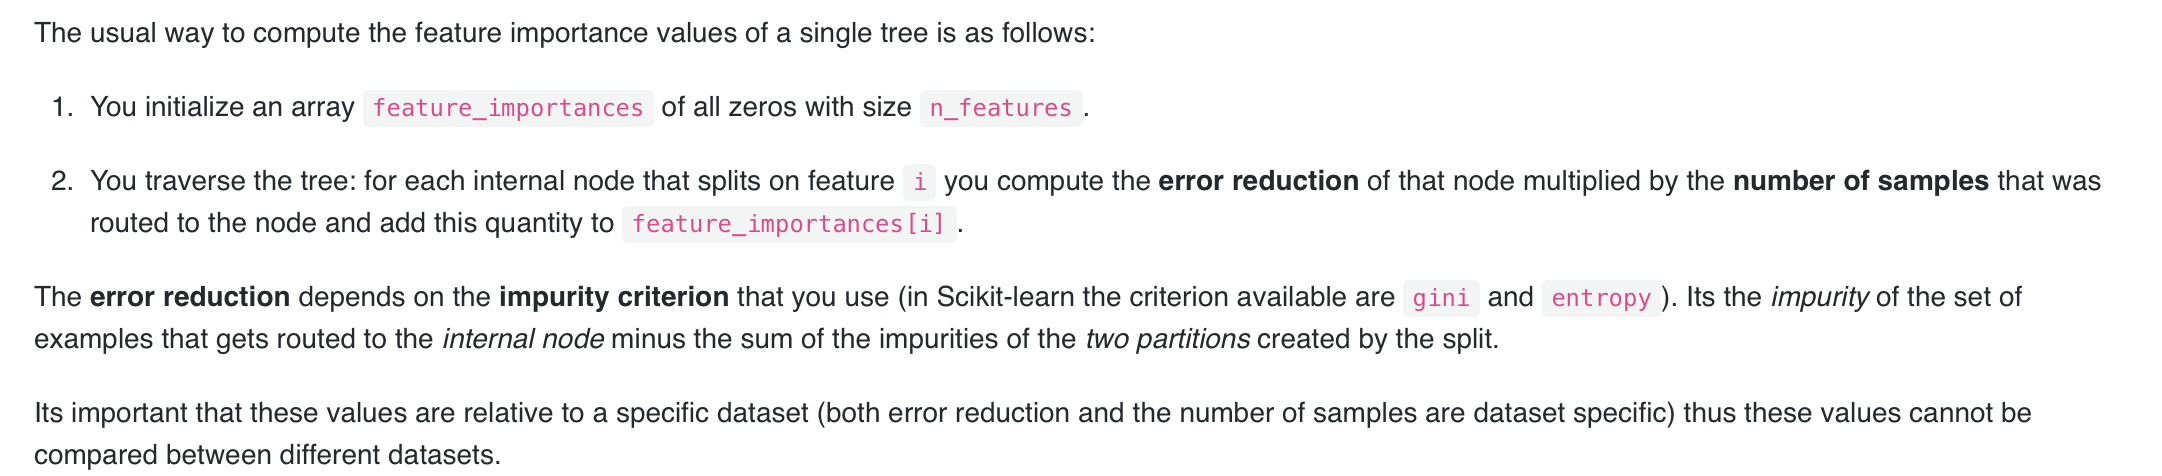 The usual way to compute the feature importance values of a single tree is as follows:
1. You initialize an array feature_importances of all zeros with size n_features.
2. You traverse the tree: for each internal node that splits on feature i you compute the error reduction of that node multiplied by the number of samples that was
routed to the node and add this quantity to feature_importances[i].
The error reduction depends on the impurity criterion that you use (in Scikit-learn the criterion available are gini and entropy). Its the impurity of the set of
examples that gets routed to the internal node minus the sum of the impurities of the two partitions created by the split.
Its important that these values are relative to a specific dataset (both error reduction and the number of samples are dataset specific) thus these values cannot be
compared between different datasets.